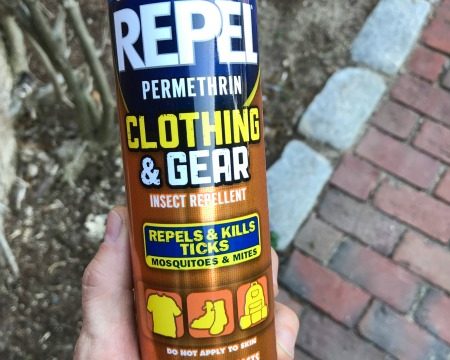 REPEL
PERMETHRIN
CLOTHING
& GEAR
INSECT REPELLENT
REPELS & KILLS
TICKS
MOSQUITOES & MITES
DO NOT APPLY TO SKIN